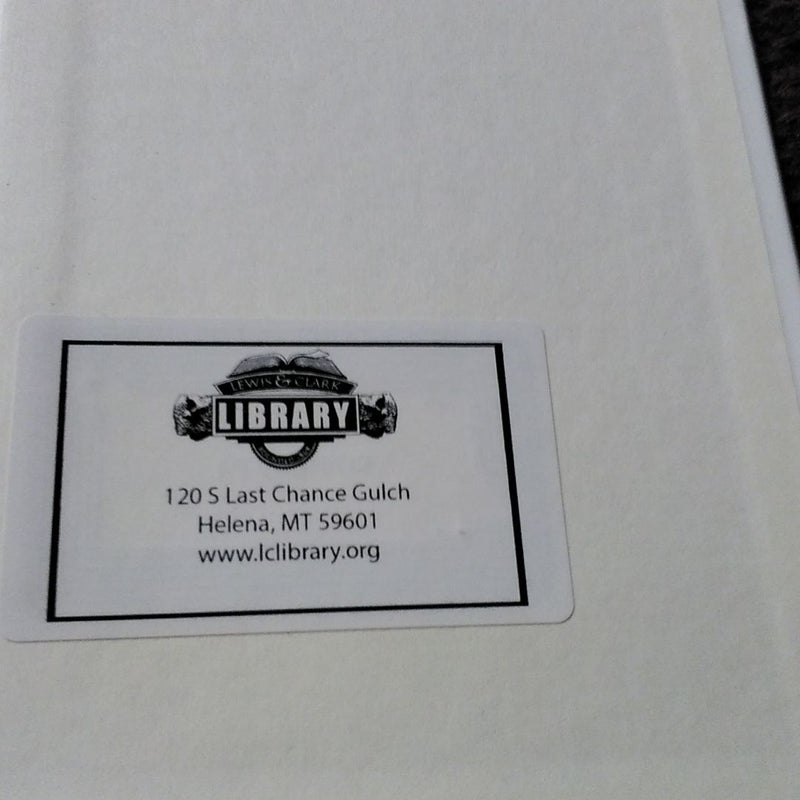 LEWIS & CLARK
LIBRARY
120 S Last Chance Gulch
Helena, MT 59601
www.lclibrary.org